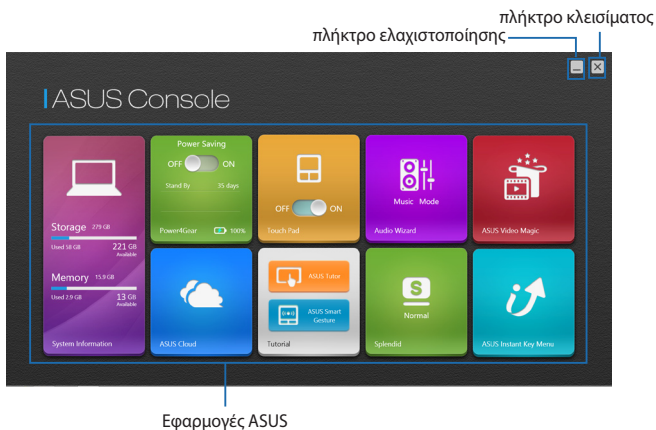 πλήκτρο κλεισίματος
πλήκτρο ελαχιστοποίησης
ASUS Console
Storage 279 GB
Used 58 GB
221 GB
Available
Memory 15.9 GB
Used 2.9 GB
13 GB
Available
System Information
Power Saving
OFF ON
Stand By 35 days
Power4Gear 100%
OFF ON
Touch Pad
Music Mode
Audio Wizard
ASUS Video Magic
ASUS Cloud
ASUS Tutor
ASUS Smart
Gesture
Tutorial
S
Normal
Splendid
ASUS Instant Key Menu
Εφαρμογές ASUS